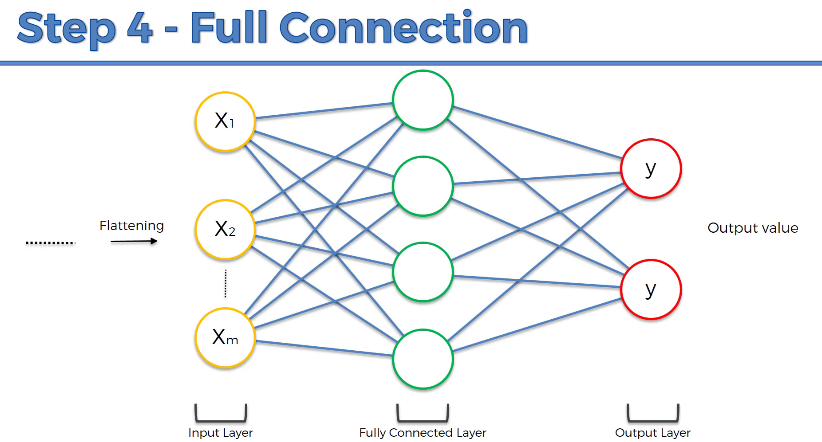 Step 4 - Full Connection
Flattening
X1
X2
Xm
y
y
Output value
Input Layer
Fully Connected Layer
Output Layer